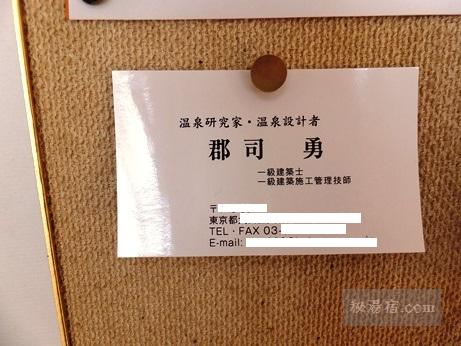 温泉研究家・温泉設計者
郡司 勇
一級建築士
一級建築施工管理技師
〒
東京都
TEL・FAX 03-
E-mail:
秘湯宿.com